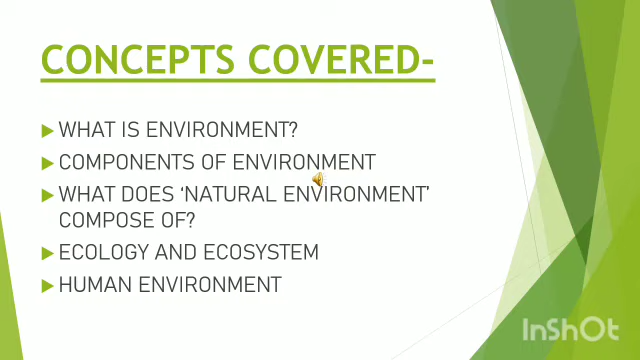 CONCEPTS COVERED-
WHAT IS ENVIRONMENT?
COMPONENTS OF ENVIRONMENT
WHAT DOES ‘NATURAL ENVIRONMENT’
COMPOSE OF?
ECOLOGY AND ECOSYSTEM
HUMAN ENVIRONMENT
InShOt